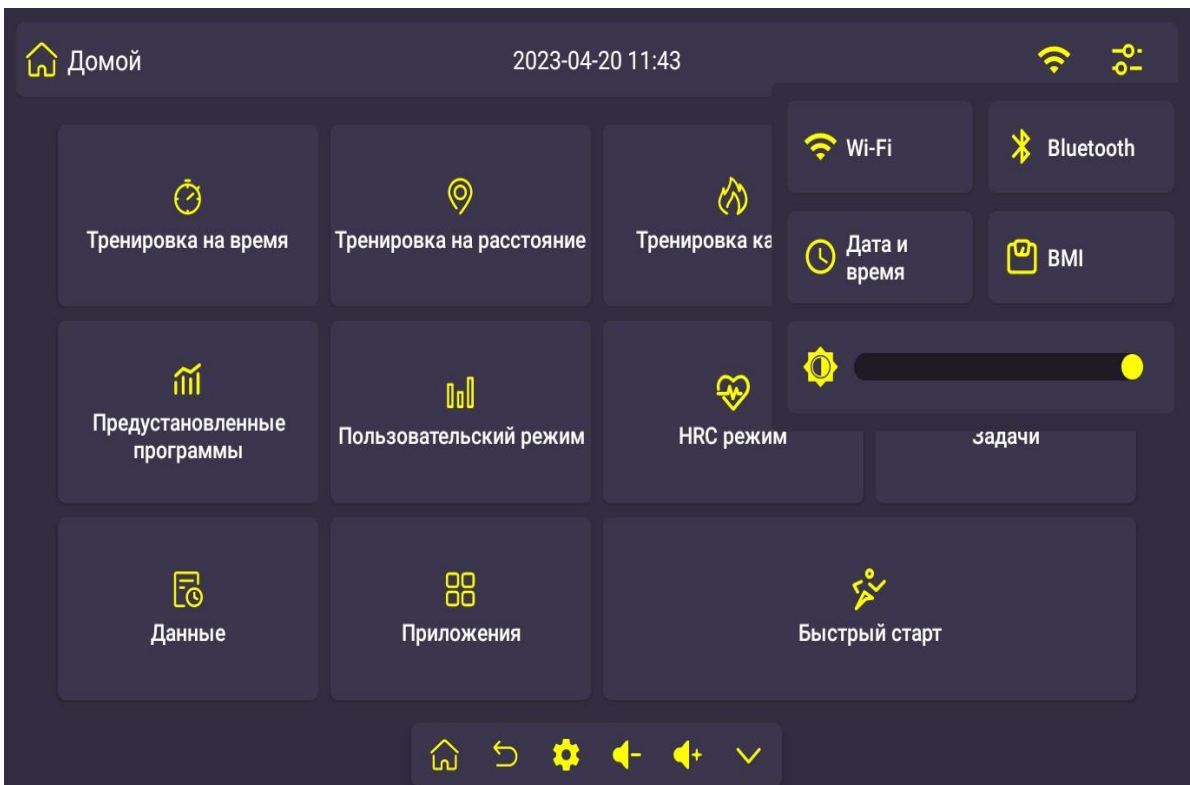 Домой
2023-04-20 11:43
Wi-Fi
Bluetooth
Дата и
время
BMI
Тренировка на время
Тренировка на расстояние
Тренировка ка
Предустановленные
программы
Пользовательский режим
HRC режим
Задачи
Данные
Приложения
Быстрый старт